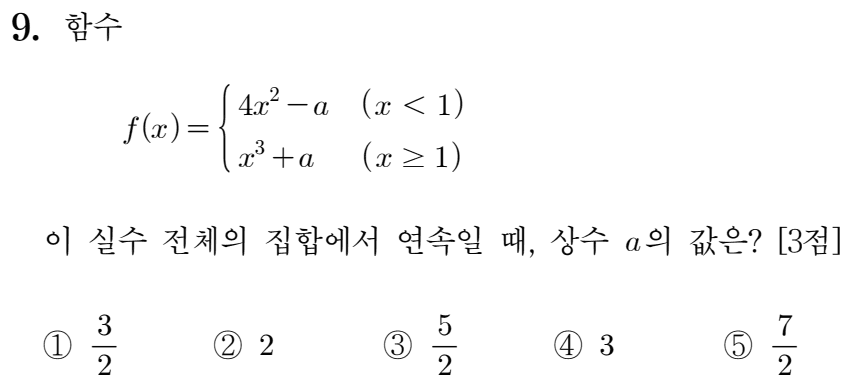 9. 함수
f(x) = { 4x² − a (x < 1)
x³ + a (x ≥ 1)
이 실수 전체의 집합에서 연속일 때, 상수 a의 값은? [3점]
① 3/2 ② 2 ③ 5/2 ④ 3 ⑤ 7/2